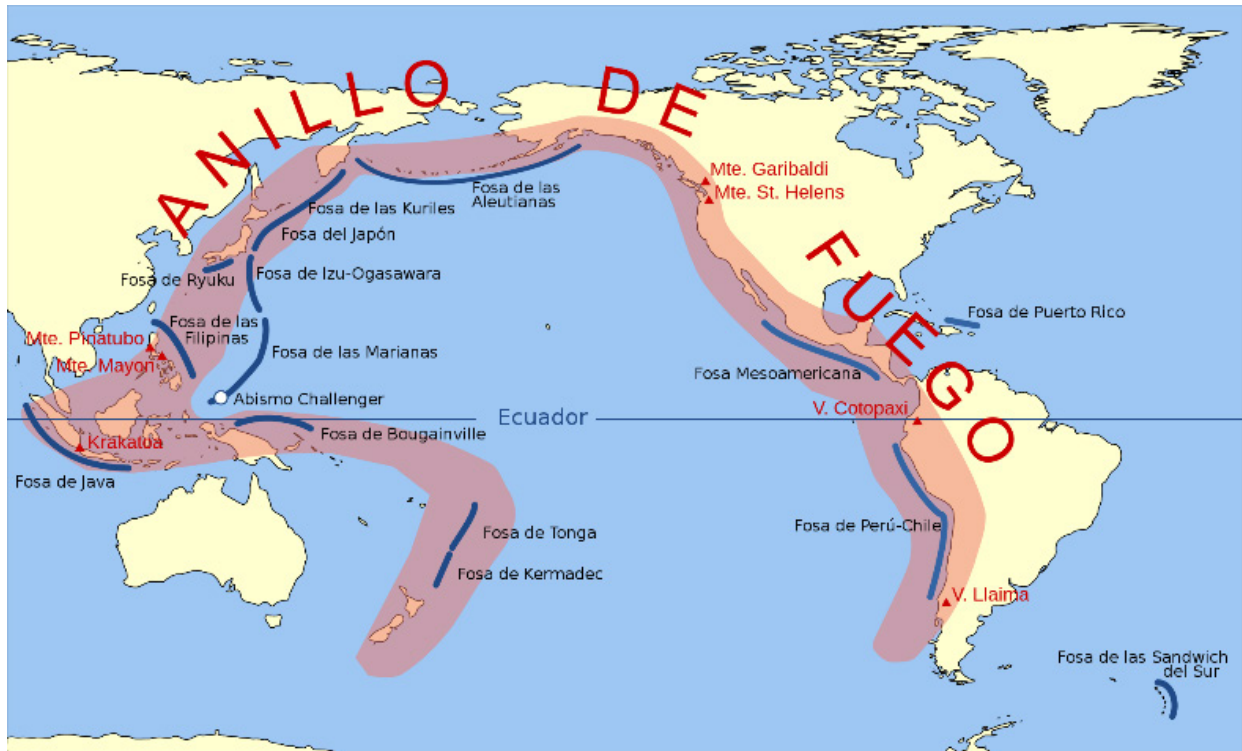 ANILLO DE FUEGO
Mte. Garibaldi
Mte. St. Helens
Fosa de las
Aleutianas
Fosa de las Kuriles
Fosa del Japón
Fosa de Izu-Ogasawara
Fosa de Ryuku
Fosa de las
Filipinas
Mte. Pinatubo
Mte. Mayon
Fosa de las Marianas
Abismo Challenger
Fosa de Puerto Rico
Fosa Mesoamericana
V. Cotopaxi
Ecuador
Krakatoa
Fosa de Bougainville
Fosa de Java
Fosa de Tonga
Fosa de Kermadec
Fosa de Perú-Chile
V. Llaima
Fosa de las Sandwich
del Sur